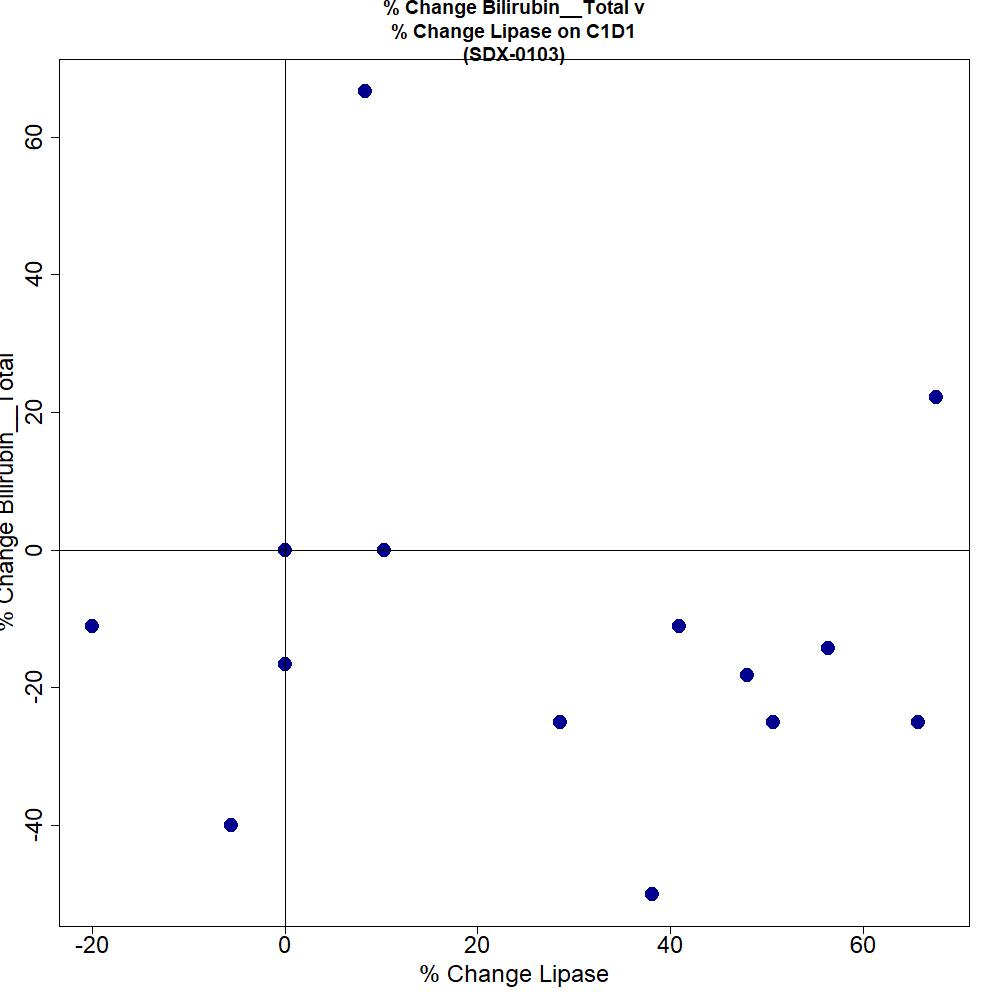 % Change Bilirubin__Total v
% Change Lipase on C1D1
(SDX-0103)
% Change Bilirubin__Total
60
40
20
0
-20
-40
-20
0
20
40
60
% Change Lipase